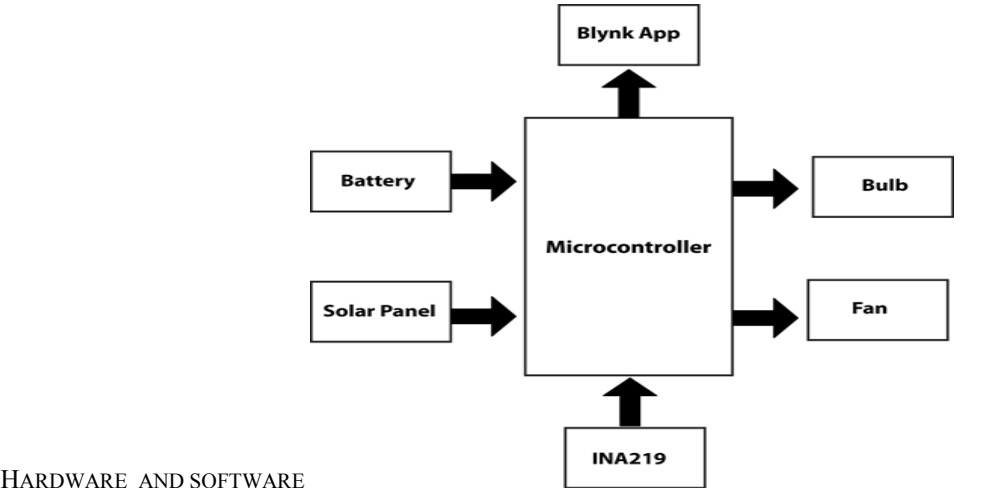 Blynk App
Battery
Bulb
Microcontroller
Solar Panel
Fan
INA219
HARDWARE AND SOFTWARE